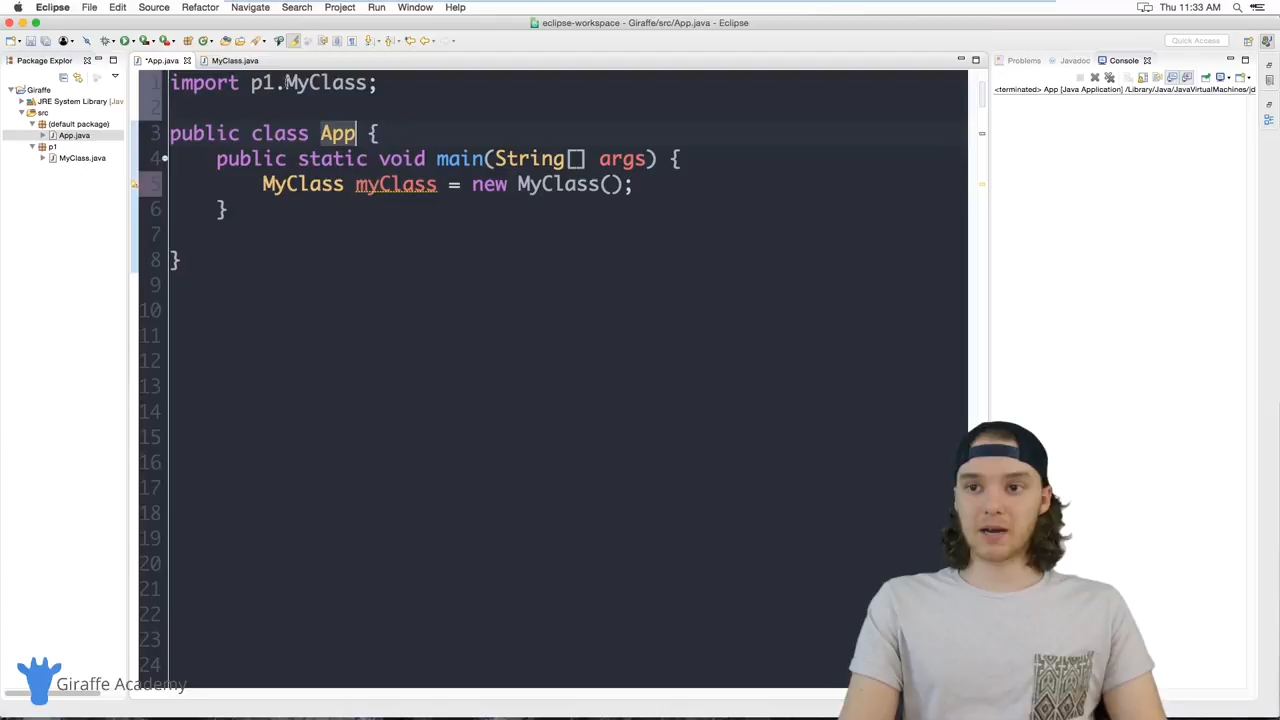 Eclipse File Edit Source Refactor Navigate Search Project Run Window Help Thu 11:33 AM
eclipse-workspace - Giraffe/src/App.java - Eclipse
Quick Access
Package Explorer
*App.java
MyClass.java
Problems Javadoc Console
<terminated> App [Java Application] /Library/Java/JavaVirtualMachines/jd
Giraffe
JRE System Library [Jav
src
(default package)
App.java
p1
MyClass.java
1 import p1.MyClass;
2
3 public class App {
4 public static void main(String[] args) {
5 MyClass myClass = new MyClass();
6 }
7
8 }
9
10
11
12
13
14
15
16
17
18
19
20
21
22
23
24
Giraffe Academy